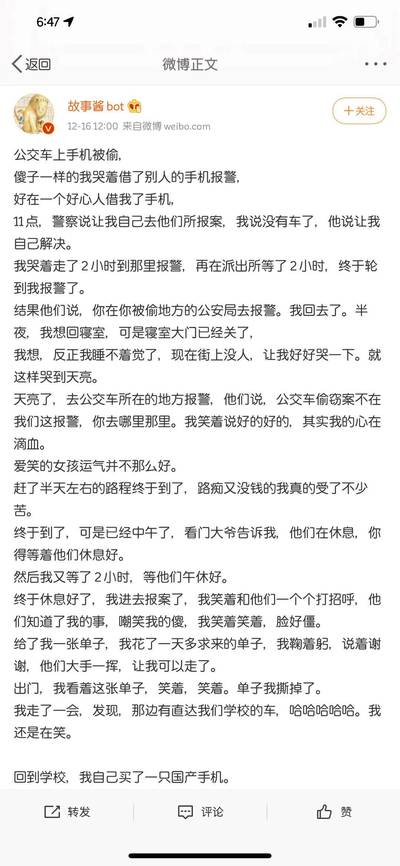 6:47
返回
微博正文
故事酱bot
12-16 12:00 来自微博 weibo.com
+关注
公交车上手机被偷,
傻子一样的我哭着借了别人的手机报警,
好在一个好心人借我了手机,
11点，警察说让我自己去他们所报案，我说没有车了，他说让我
自己解决。
我哭着走了2小时到那里报警，再在派出所等了2小时，终于轮
到我报警了。
结果他们说，你在你被偷地方的公安局去报警。我回去了。半
夜，我想回寝室，可是寝室大门已经关了，
我想，反正我睡不着觉了，现在街上没人，让我好好哭一下。就
这样哭到天亮。
天亮了，去公交车所在的地方报警，他们说，公交车偷窃案不在
我们这报警，你去哪里那里。我笑着说好的好的，其实我的心在
滴血。
爱笑的女孩运气并不那么好。
赶了半天左右的路程终于到了，路痴又没钱的我真的受了不少
苦。
终于到了，可是已经中午了，看门大爷告诉我，他们在休息，你
得等着他们休息好。
然后我又等了2小时，等他们午休好。
终于休息好了，我进去报案了，我笑着和他们一个个打招呼，他
们知道了我的事，嘲笑我的傻，我笑着笑着，脸好僵。
给了我一张单子，我花了一天多求来的单子，我鞠着躬，说着谢
谢，他们大手一挥，让我可以走了。
出门，我看着这张单子，笑着，笑着。单子我撕掉了。
我走了一会，发现，那边有直达我们学校的车，哈哈哈哈哈。我
还是在笑。
回到学校，我自己买了一只国产手机。
转发
评论
赞